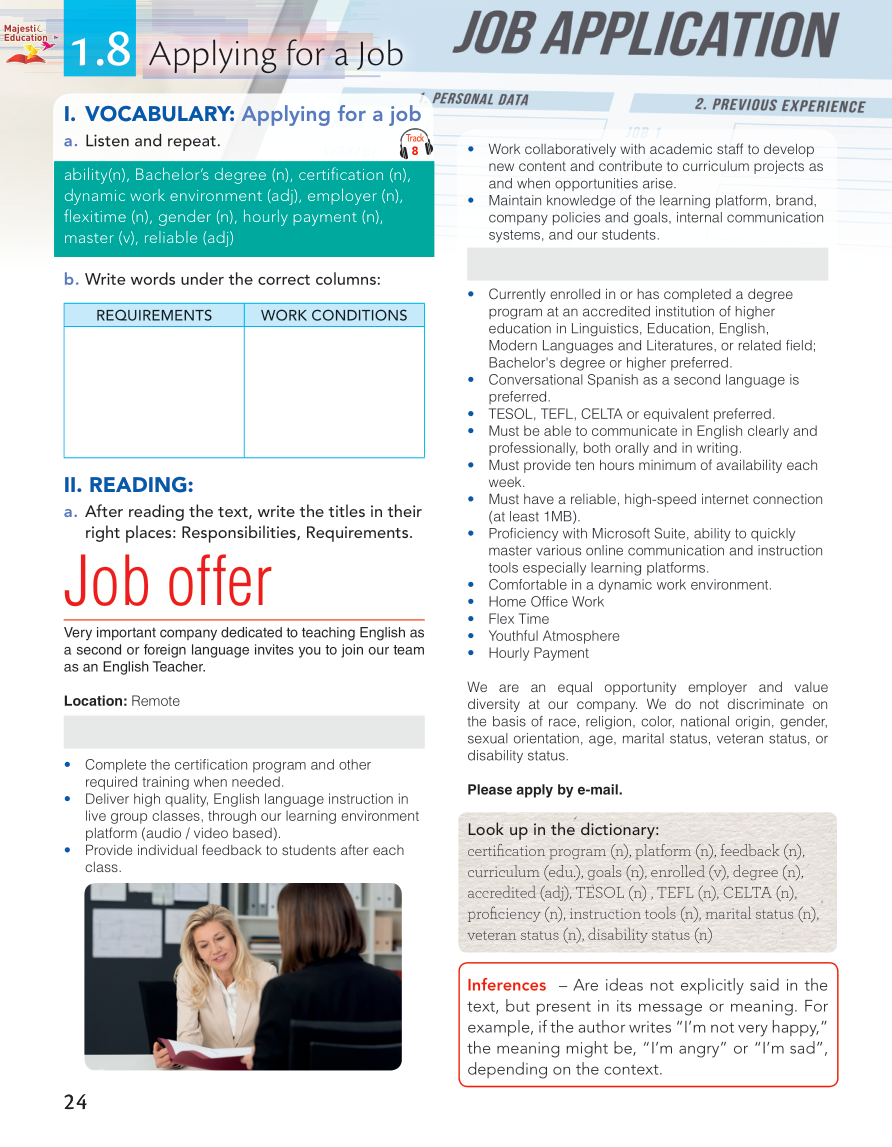 Majestic
Education
1.8 Applying for a Job
JOB APPLICATION
1. PERSONAL DATA
2. PREVIOUS EXPERIENCE
JOB 1
I. VOCABULARY: Applying for a job
a. Listen and repeat.
Track
8
ability(n), Bachelor's degree (n), certification (n),
dynamic work environment (adj), employer (n),
flexitime (n), gender (n), hourly payment (n),
master (v), reliable (adj)
b. Write words under the correct columns:
REQUIREMENTS WORK CONDITIONS
II. READING:
a. After reading the text, write the titles in their
right places: Responsibilities, Requirements.
Job offer
Very important company dedicated to teaching English as
a second or foreign language invites you to join our team
as an English Teacher.
Location: Remote
• Complete the certification program and other
required training when needed.
• Deliver high quality, English language instruction in
live group classes, through our learning environment
platform (audio / video based).
• Provide individual feedback to students after each
class.
24
• Work collaboratively with academic staff to develop
new content and contribute to curriculum projects as
and when opportunities arise.
• Maintain knowledge of the learning platform, brand,
company policies and goals, internal communication
systems, and our students.
• Currently enrolled in or has completed a degree
program at an accredited institution of higher
education in Linguistics, Education, English,
Modern Languages and Literatures, or related field;
Bachelor's degree or higher preferred.
• Conversational Spanish as a second language is
preferred.
• TESOL, TEFL, CELTA or equivalent preferred.
• Must be able to communicate in English clearly and
professionally, both orally and in writing.
• Must provide ten hours minimum of availability each
week.
• Must have a reliable, high-speed internet connection
(at least 1MB).
• Proficiency with Microsoft Suite, ability to quickly
master various online communication and instruction
tools especially learning platforms.
• Comfortable in a dynamic work environment.
• Home Office Work
• Flex Time
• Youthful Atmosphere
• Hourly Payment
We are an equal opportunity employer and value
diversity at our company. We do not discriminate on
the basis of race, religion, color, national origin, gender,
sexual orientation, age, marital status, veteran status, or
disability status.
Please apply by e-mail.
Look up in the dictionary:
certification program (n), platform (n), feedback (n),
curriculum (edu.), goals (n), enrolled (v), degree (n),
accredited (adj), TESOL (n) , TEFL (n), CELTA (n),
proficiency (n), instruction tools (n), marital status (n),
veteran status (n), disability status (n)
Inferences – Are ideas not explicitly said in the
text, but present in its message or meaning. For
example, if the author writes "I'm not very happy,"
the meaning might be, "I'm angry" or "I'm sad",
depending on the context.